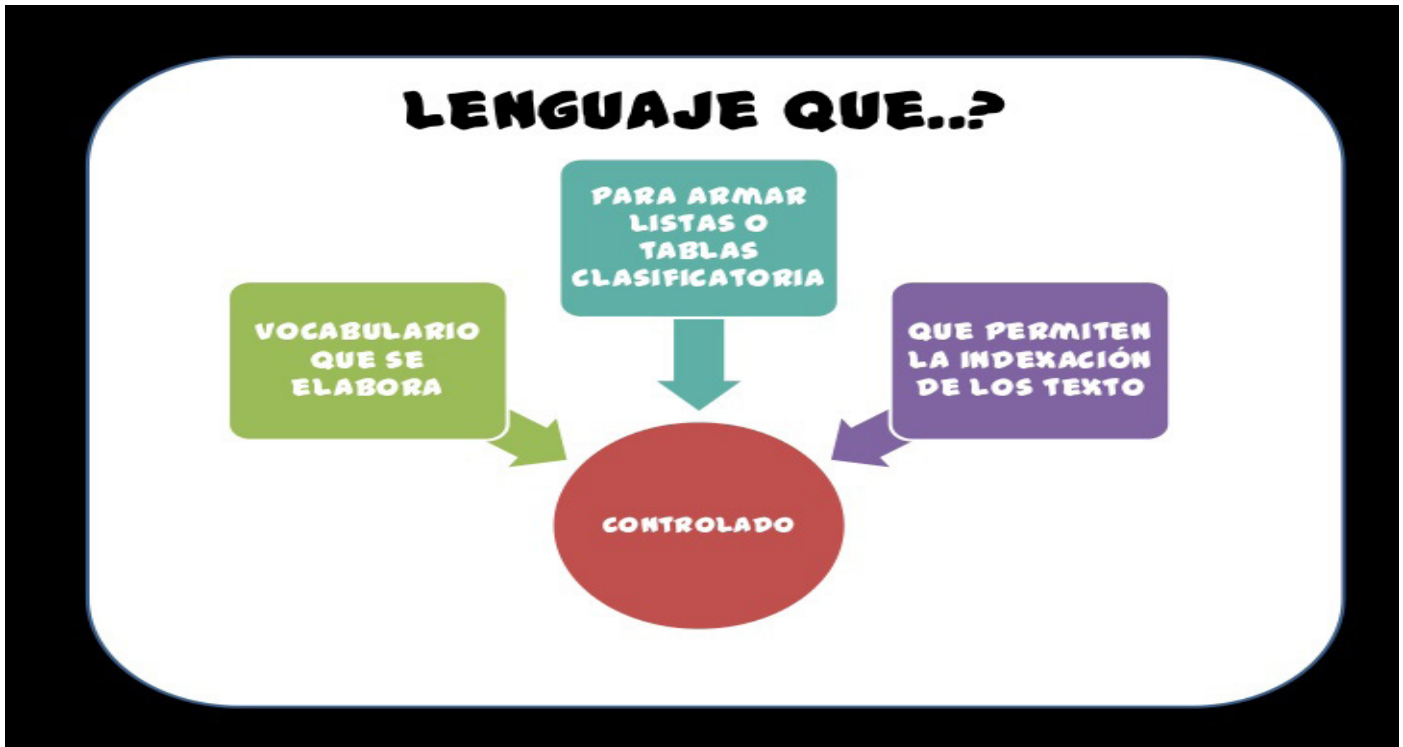 LENGUAJE QUE..?
VOCABULARIO
QUE SE
ELABORA
PARA ARMAR
LISTAS O
TABLAS
CLASIFICATORIA
QUE PERMITEN
LA INDEXACIÓN
DE LOS TEXTO
CONTROLADO